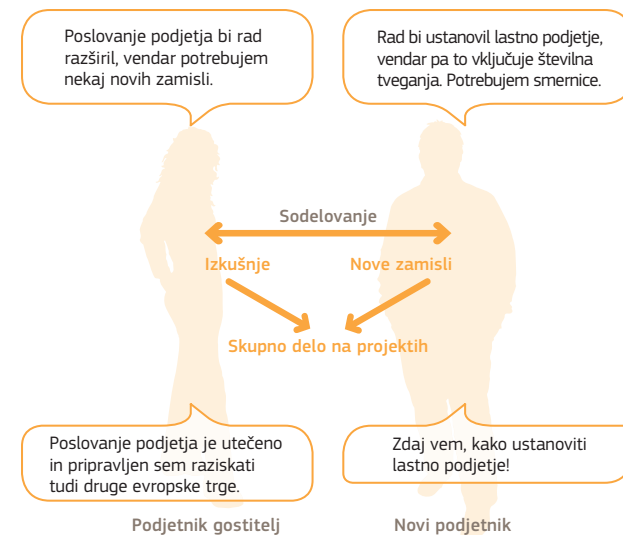 Poslovanje podjetja bi rad
razširil, vendar potrebujem
nekaj novih zamisli.
Rad bi ustanovil lastno podjetje,
vendar pa to vključuje številna
tveganja. Potrebujem smernice.
Sodelovanje
Izkušnje
Nove zamisli
Skupno delo na projektih
Poslovanje podjetja je utečeno
in pripravljen sem raziskati
tudi druge evropske trge.
Zdaj vem, kako ustanoviti
lastno podjetje!
Podjetnik gostitelj
Novi podjetnik